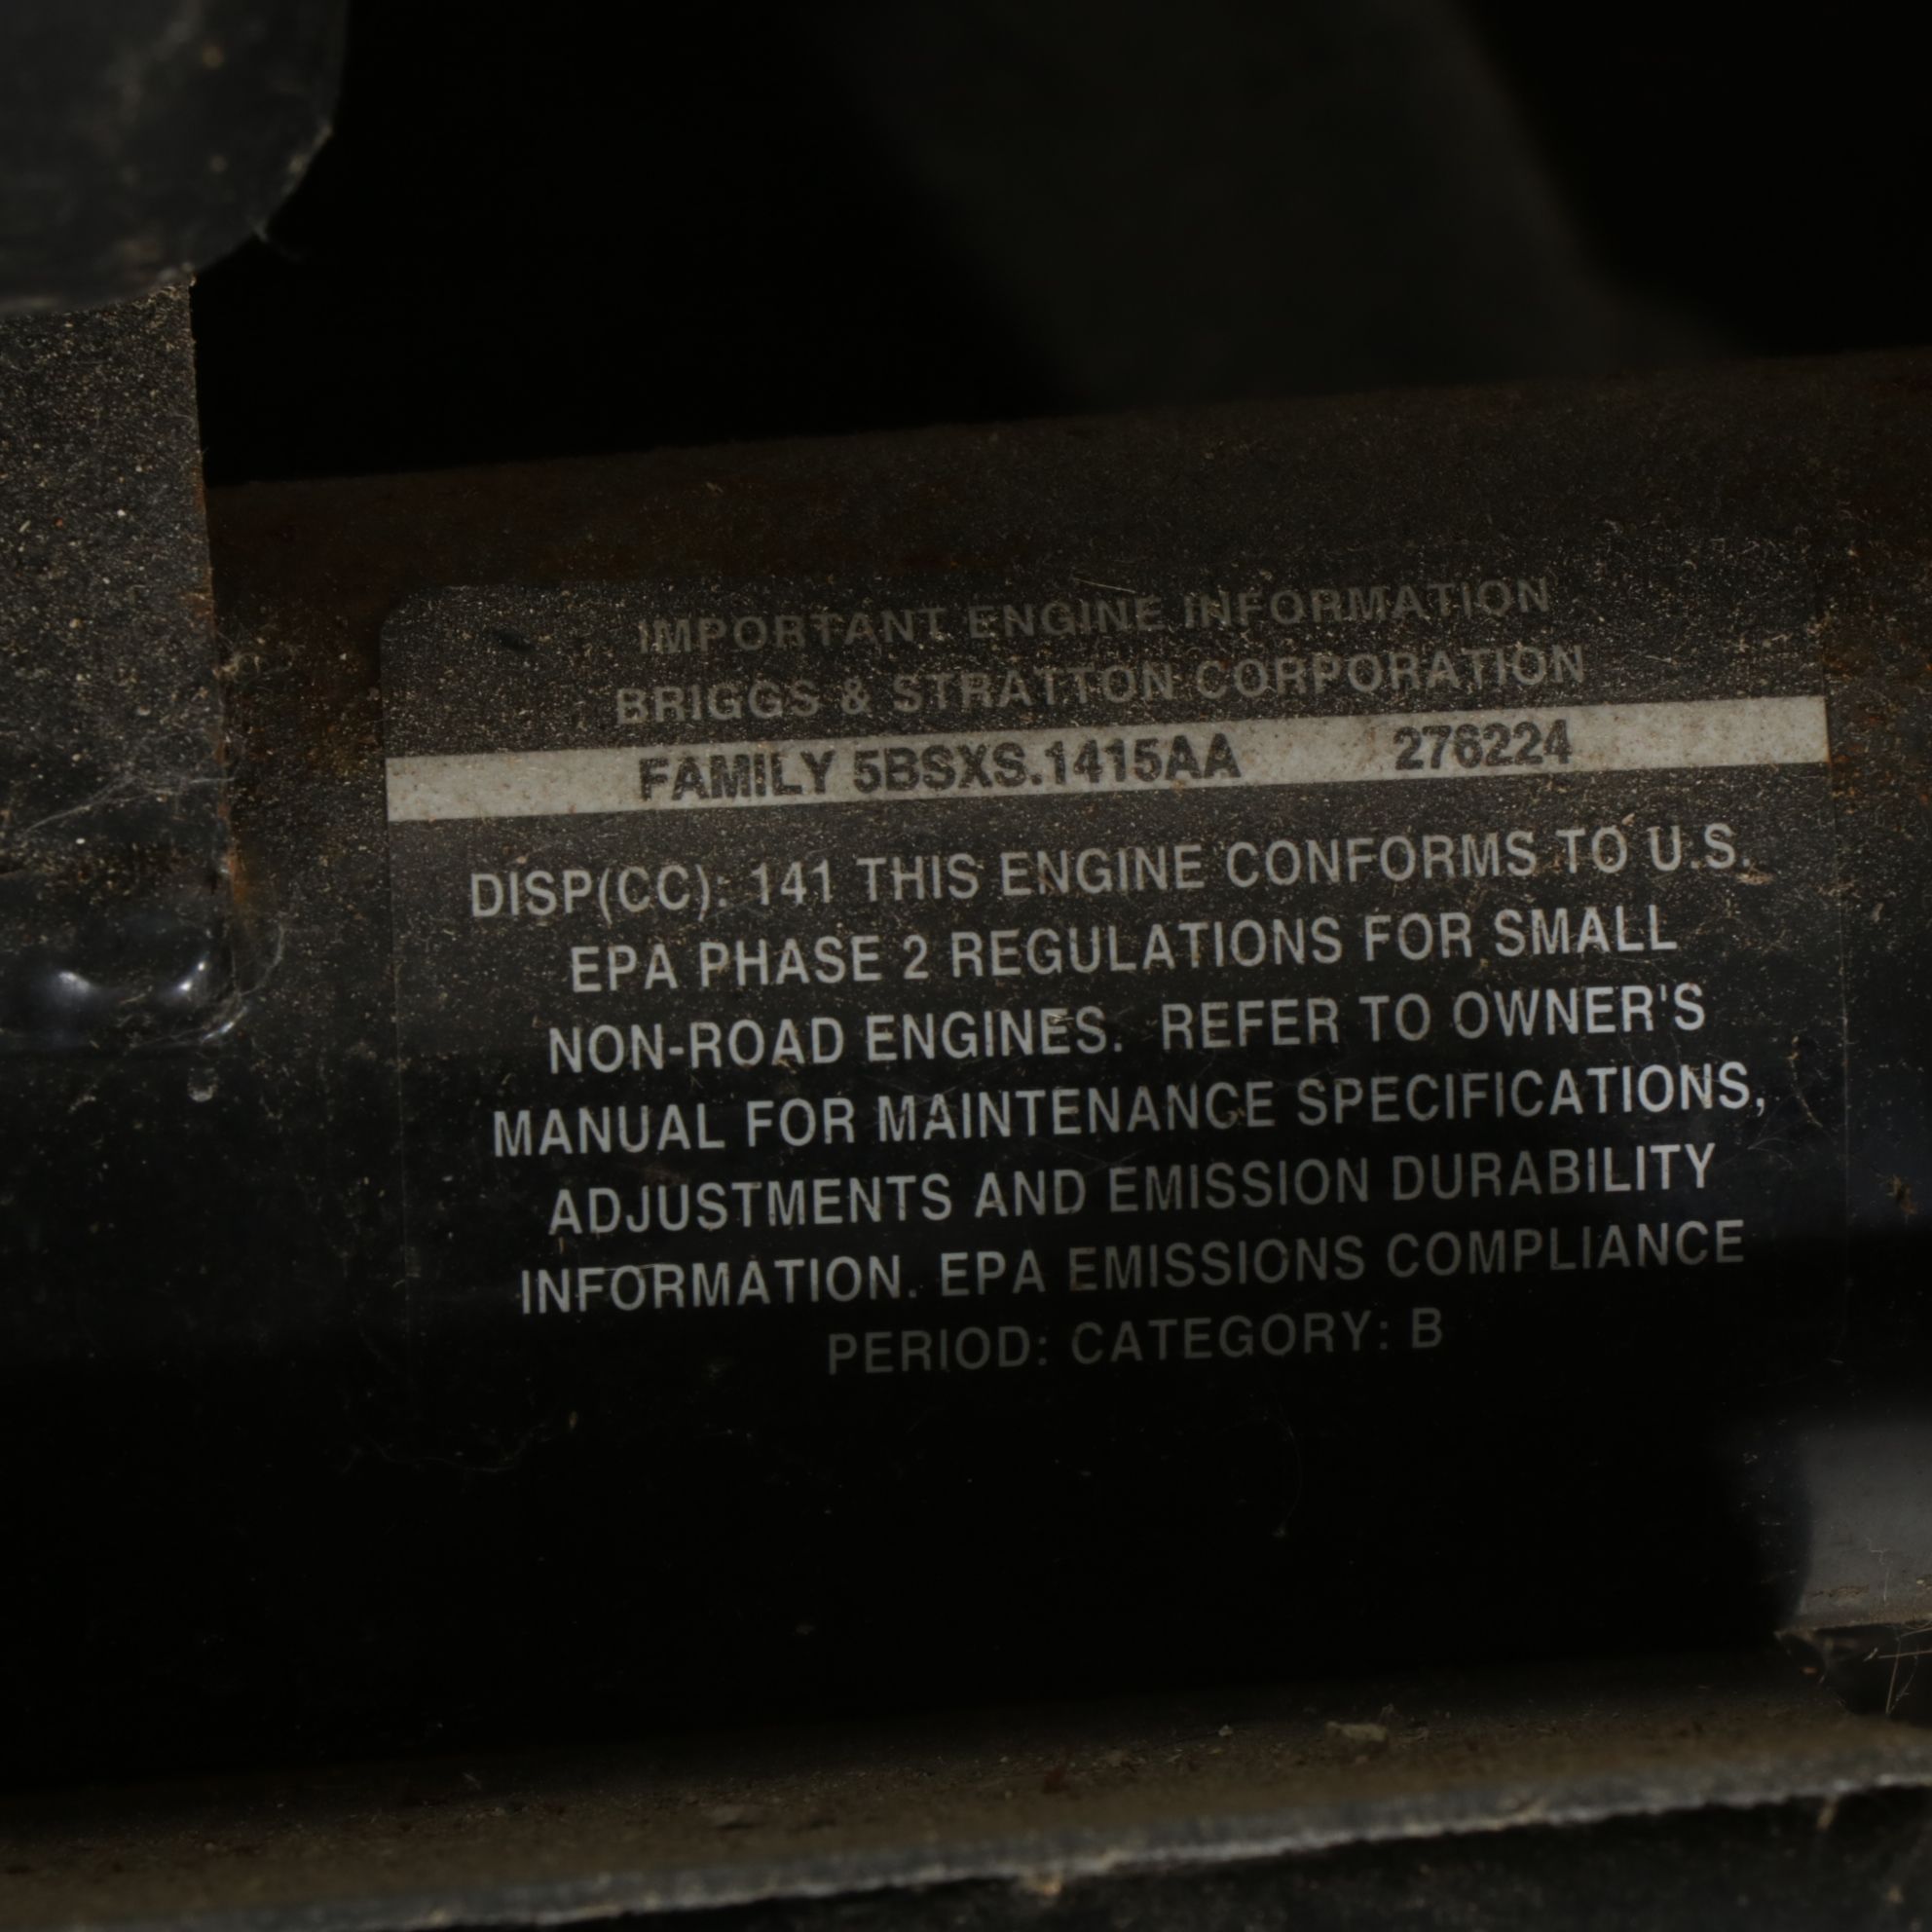 IMPORTANT ENGINE INFORMATION
BRIGGS & STRATTON CORPORATION
FAMILY 5BSXS.1415AA 276224
DISP(CC): 141 THIS ENGINE CONFORMS TO U.S.
EPA PHASE 2 REGULATIONS FOR SMALL
NON-ROAD ENGINES. REFER TO OWNER'S
MANUAL FOR MAINTENANCE SPECIFICATIONS,
ADJUSTMENTS AND EMISSION DURABILITY
INFORMATION. EPA EMISSIONS COMPLIANCE
PERIOD: CATEGORY: B